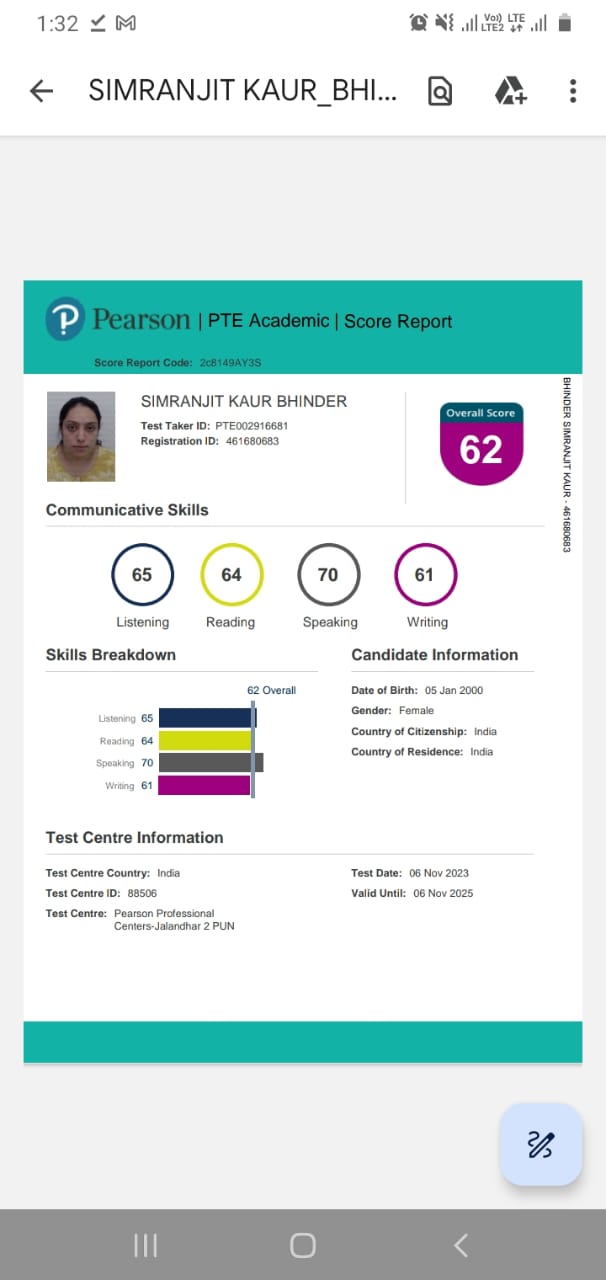 1:32
Vo) LTE
LTE2
SIMRANJIT KAUR_BHI...
Pearson | PTE Academic | Score Report
Score Report Code: 2c8149AY3S
SIMRANJIT KAUR BHINDER
Test Taker ID: PTE002916681
Registration ID: 461680683
Overall Score
62
BHINDER SIMRANJIT KAUR - 461680683
Communicative Skills
65 64 70 61
Listening Reading Speaking Writing
Skills Breakdown
62 Overall
Listening 65
Reading 64
Speaking 70
Writing 61
Candidate Information
Date of Birth: 05 Jan 2000
Gender: Female
Country of Citizenship: India
Country of Residence: India
Test Centre Information
Test Centre Country: India
Test Centre ID: 88506
Test Centre: Pearson Professional
Centers-Jalandhar 2 PUN
Test Date: 06 Nov 2023
Valid Until: 06 Nov 2025